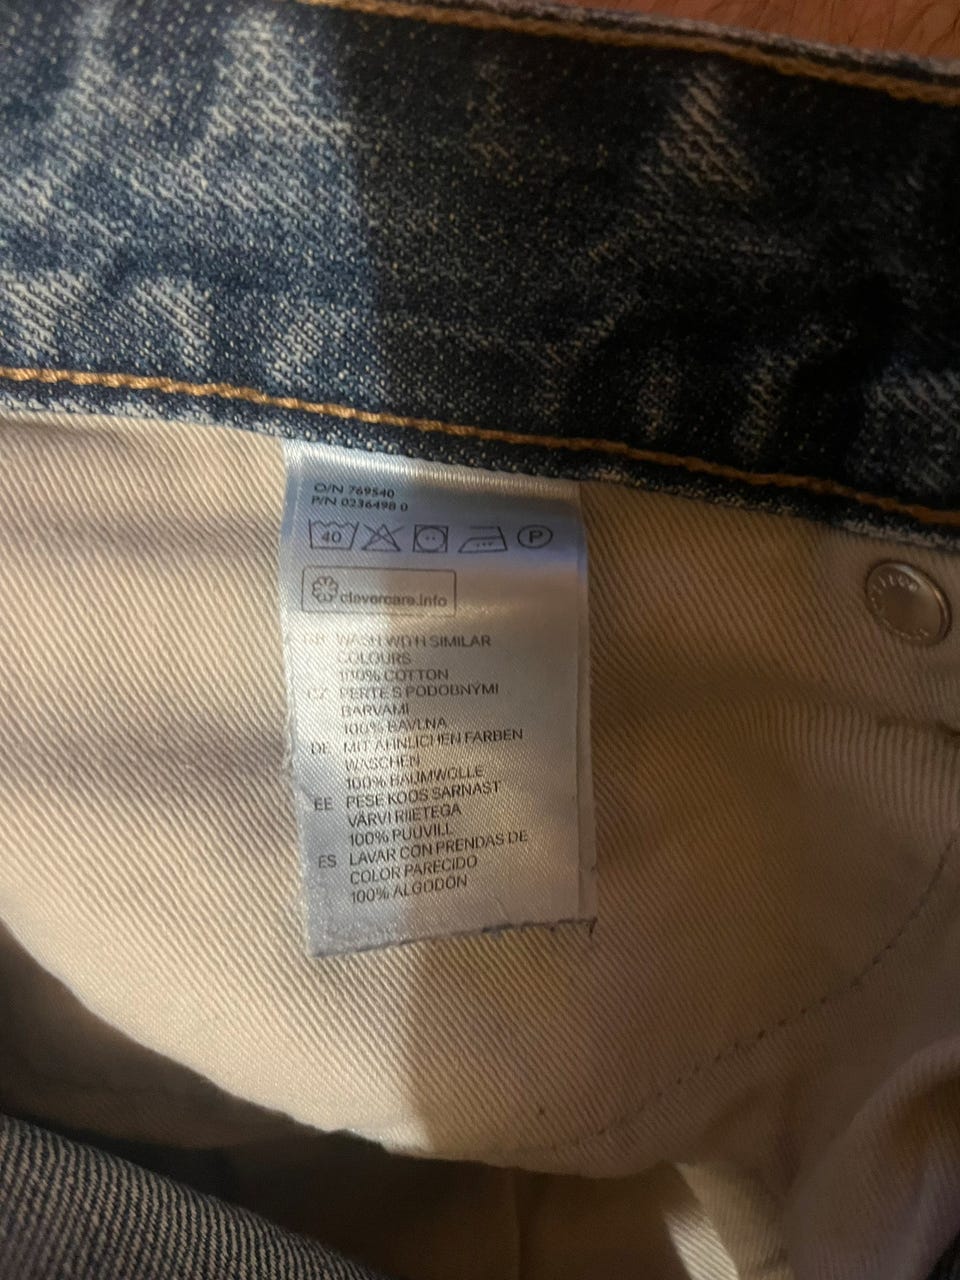 O/N 769540
P/N 0236498 0
40 P
clevercare.info
GB WASH WITH SIMILAR
COLOURS
100% COTTON
CZ PERTE S PODOBNÝMI
BARVAMI
100% BAVLNA
DE MIT ÄHNLICHEN FARBEN
WASCHEN
100% BAUMWOLLE
EE PESE KOOS SARNAST
VÄRVI RIIETEGA
100% PUUVILL
ES LAVAR CON PRENDAS DE
COLOR PARECIDO
100% ALGODÓN